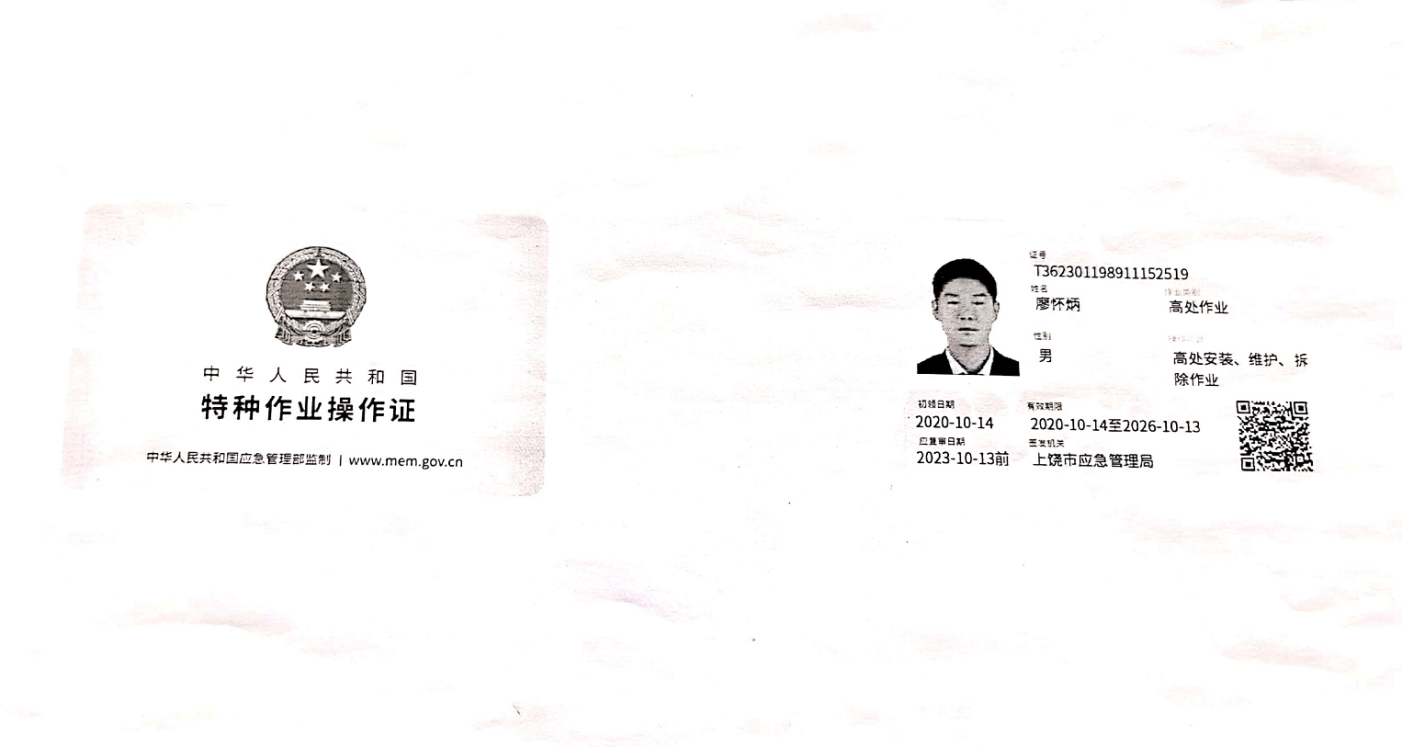 中华人民共和国
特种作业操作证
中华人民共和国应急管理部监制 | www.mem.gov.cn
证号
T362301198911152519
姓名
廖怀炳
作业类别
高处作业
性别
男
高处安装、维护、拆
除作业
初领日期
2020-10-14
有效期限
2020-10-14至2026-10-13
应复审日期
2023-10-13前
签发机关
上饶市应急管理局